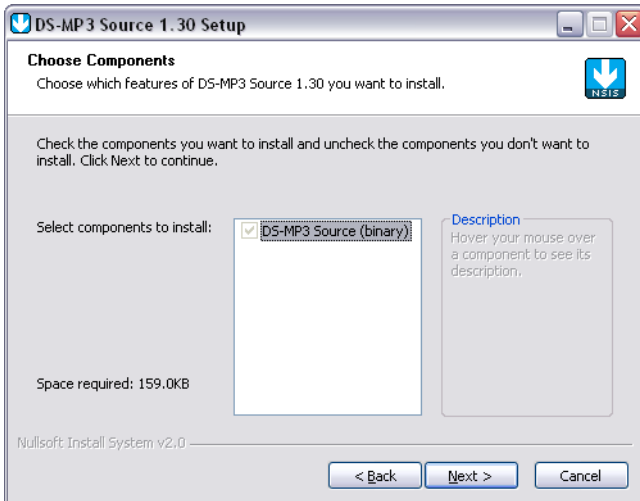 DS-MP3 Source 1.30 Setup
Choose Components
Choose which features of DS-MP3 Source 1.30 you want to install.
NSIS
Check the components you want to install and uncheck the components you don't want to
install. Click Next to continue.
Select components to install:
DS-MP3 Source (binary)
Description
Hover your mouse over
a component to see its
description.
Space required: 159.0KB
Nullsoft Install System v2.0
< Back
Next >
Cancel